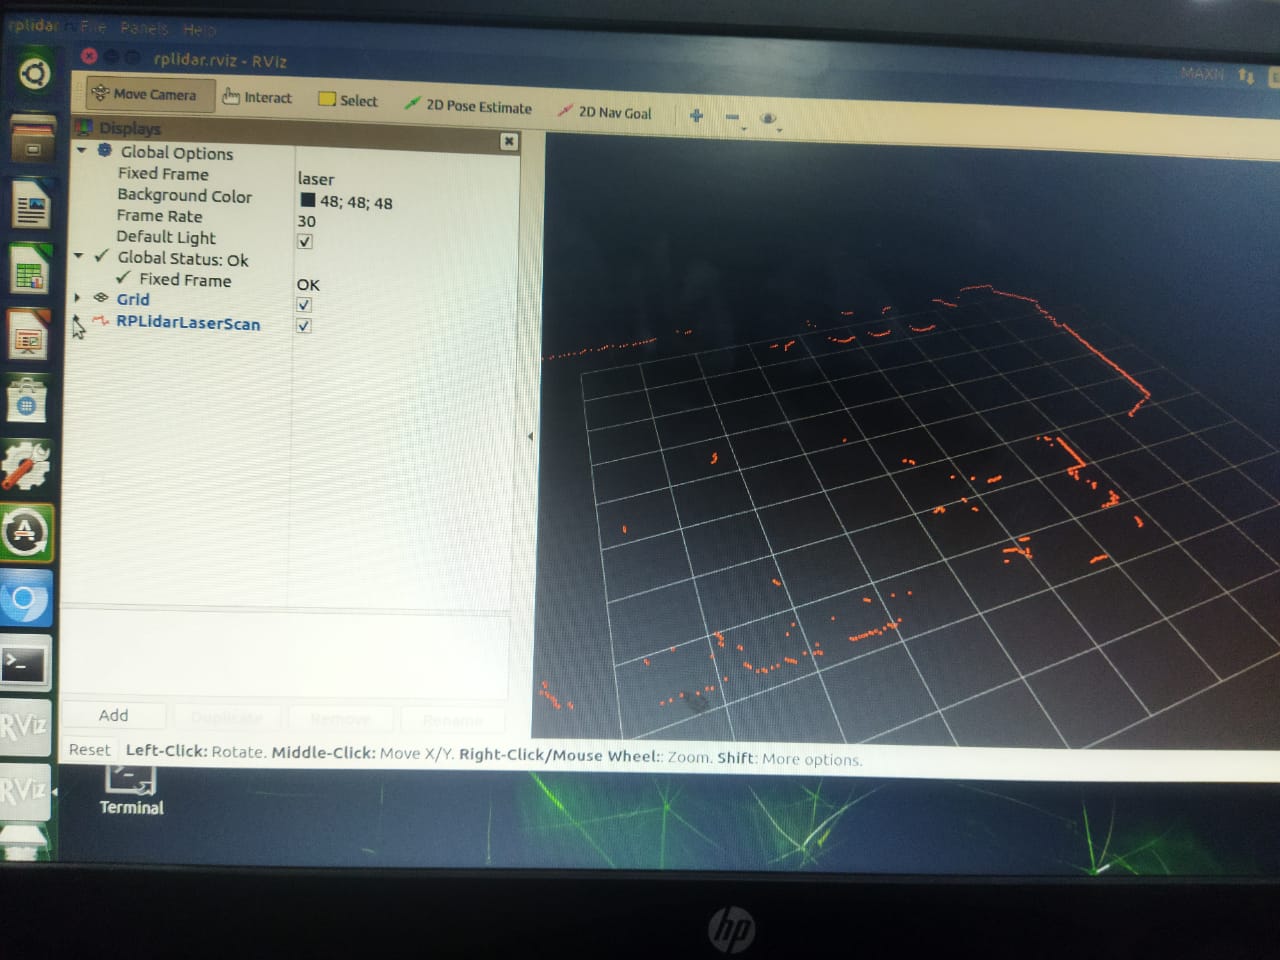 rplidar File Panels Help
rplidar.rviz - RViz
MAXN
Move Camera Interact Select 2D Pose Estimate 2D Nav Goal
Displays
Global Options
Fixed Frame laser
Background Color 48; 48; 48
Frame Rate 30
Default Light
Global Status: Ok
Fixed Frame OK
Grid
RPLidarLaserScan
Add Duplicate Remove Rename
Reset Left-Click: Rotate. Middle-Click: Move X/Y. Right-Click/Mouse Wheel:: Zoom. Shift: More options.
RViz
RViz
Terminal
hp